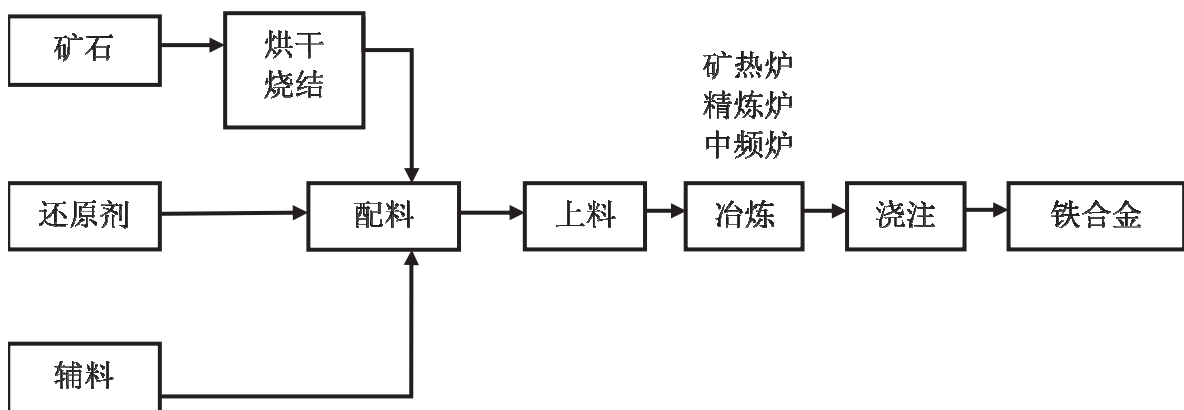 矿石
烘干
烧结
矿热炉
精炼炉
中频炉
还原剂
配料
上料
冶炼
浇注
铁合金
辅料